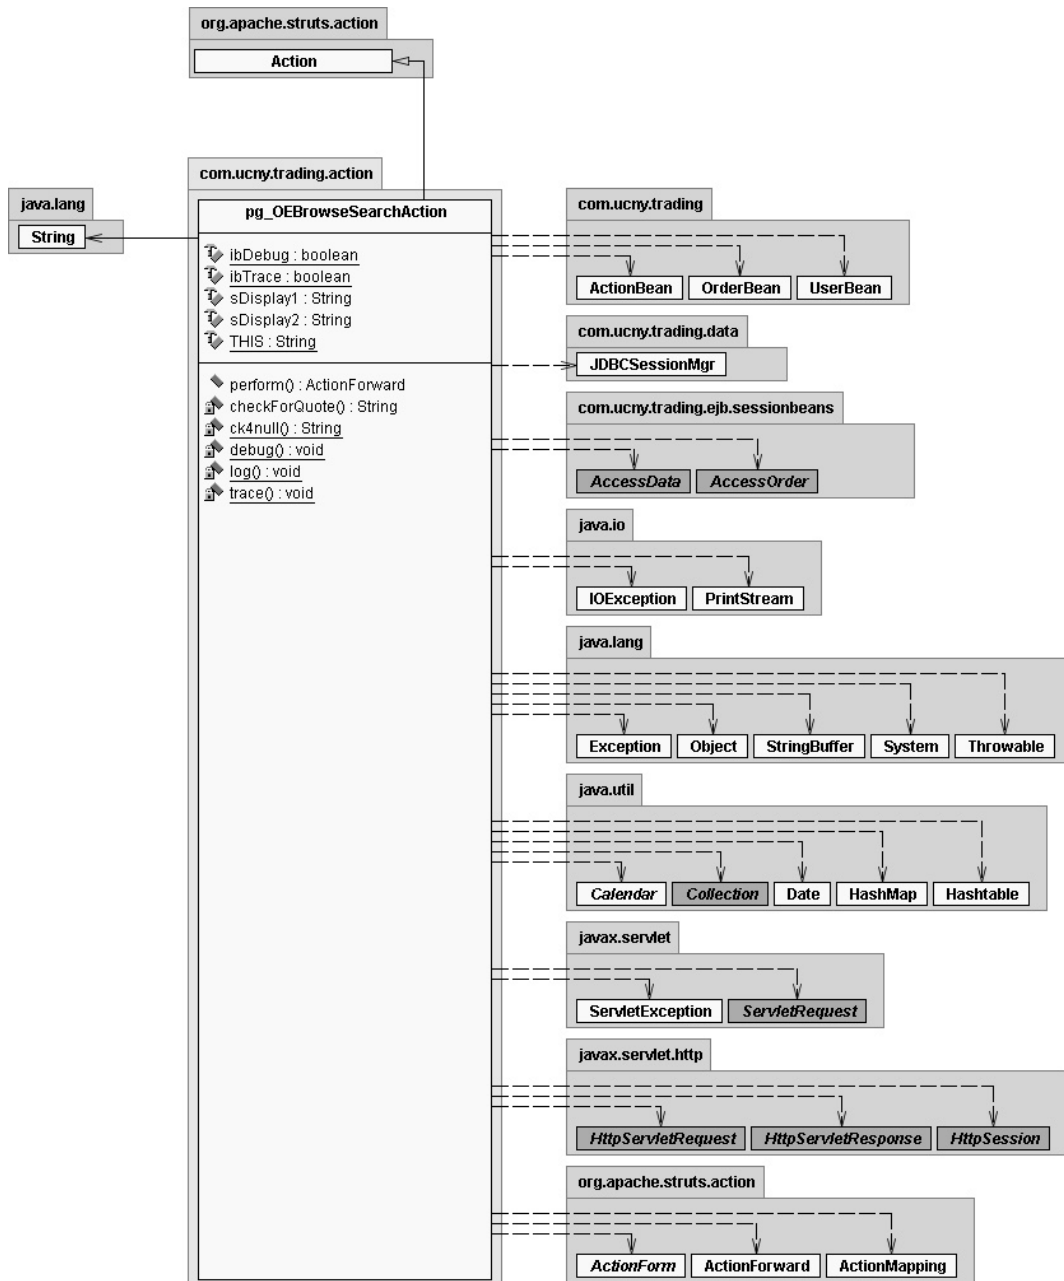 org.apache.struts.action
Action
com.ucny.trading.action
java.lang
String
pg_OEBrowseSearchAction
ibDebug : boolean
ibTrace : boolean
sDisplay1 : String
sDisplay2 : String
THIS : String
perform() : ActionForward
checkForQuote() : String
ck4null() : String
debug() : void
log() : void
trace() : void
com.ucny.trading
ActionBean OrderBean UserBean
com.ucny.trading.data
JDBCSessionMgr
com.ucny.trading.ejb.sessionbeans
AccessData AccessOrder
java.io
IOException PrintStream
java.lang
Exception Object StringBuffer System Throwable
java.util
Calendar Collection Date HashMap Hashtable
javax.servlet
ServletException ServletRequest
javax.servlet.http
HttpServletRequest HttpServletResponse HttpSession
org.apache.struts.action
ActionForm ActionForward ActionMapping